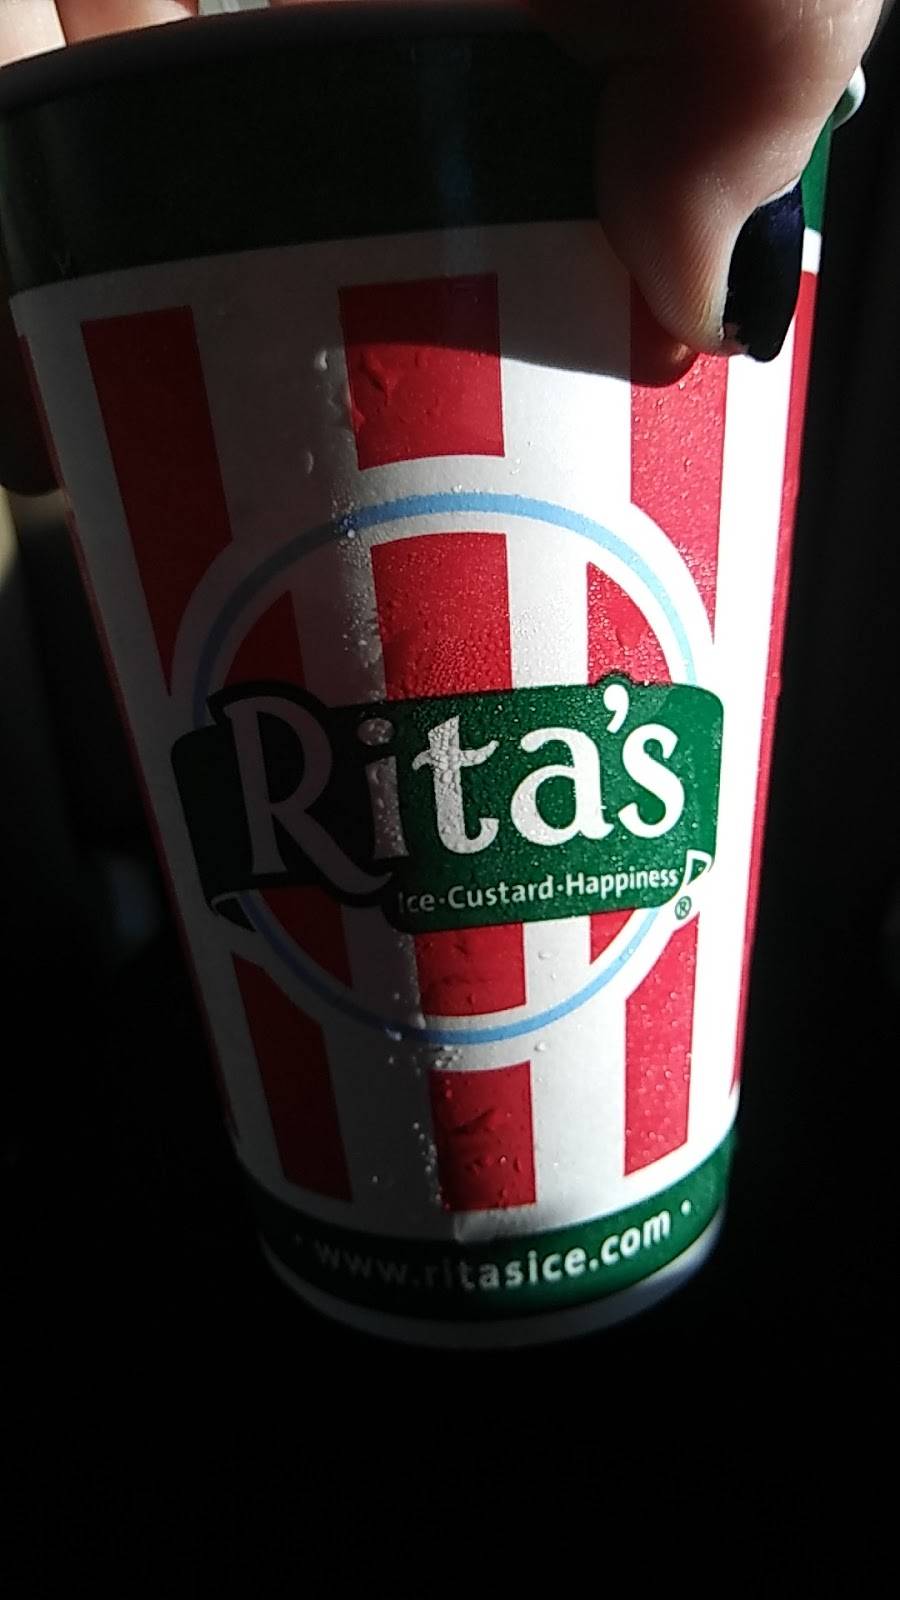 Rita's
Ice·Custard·Happiness
®
· www.ritasice.com ·